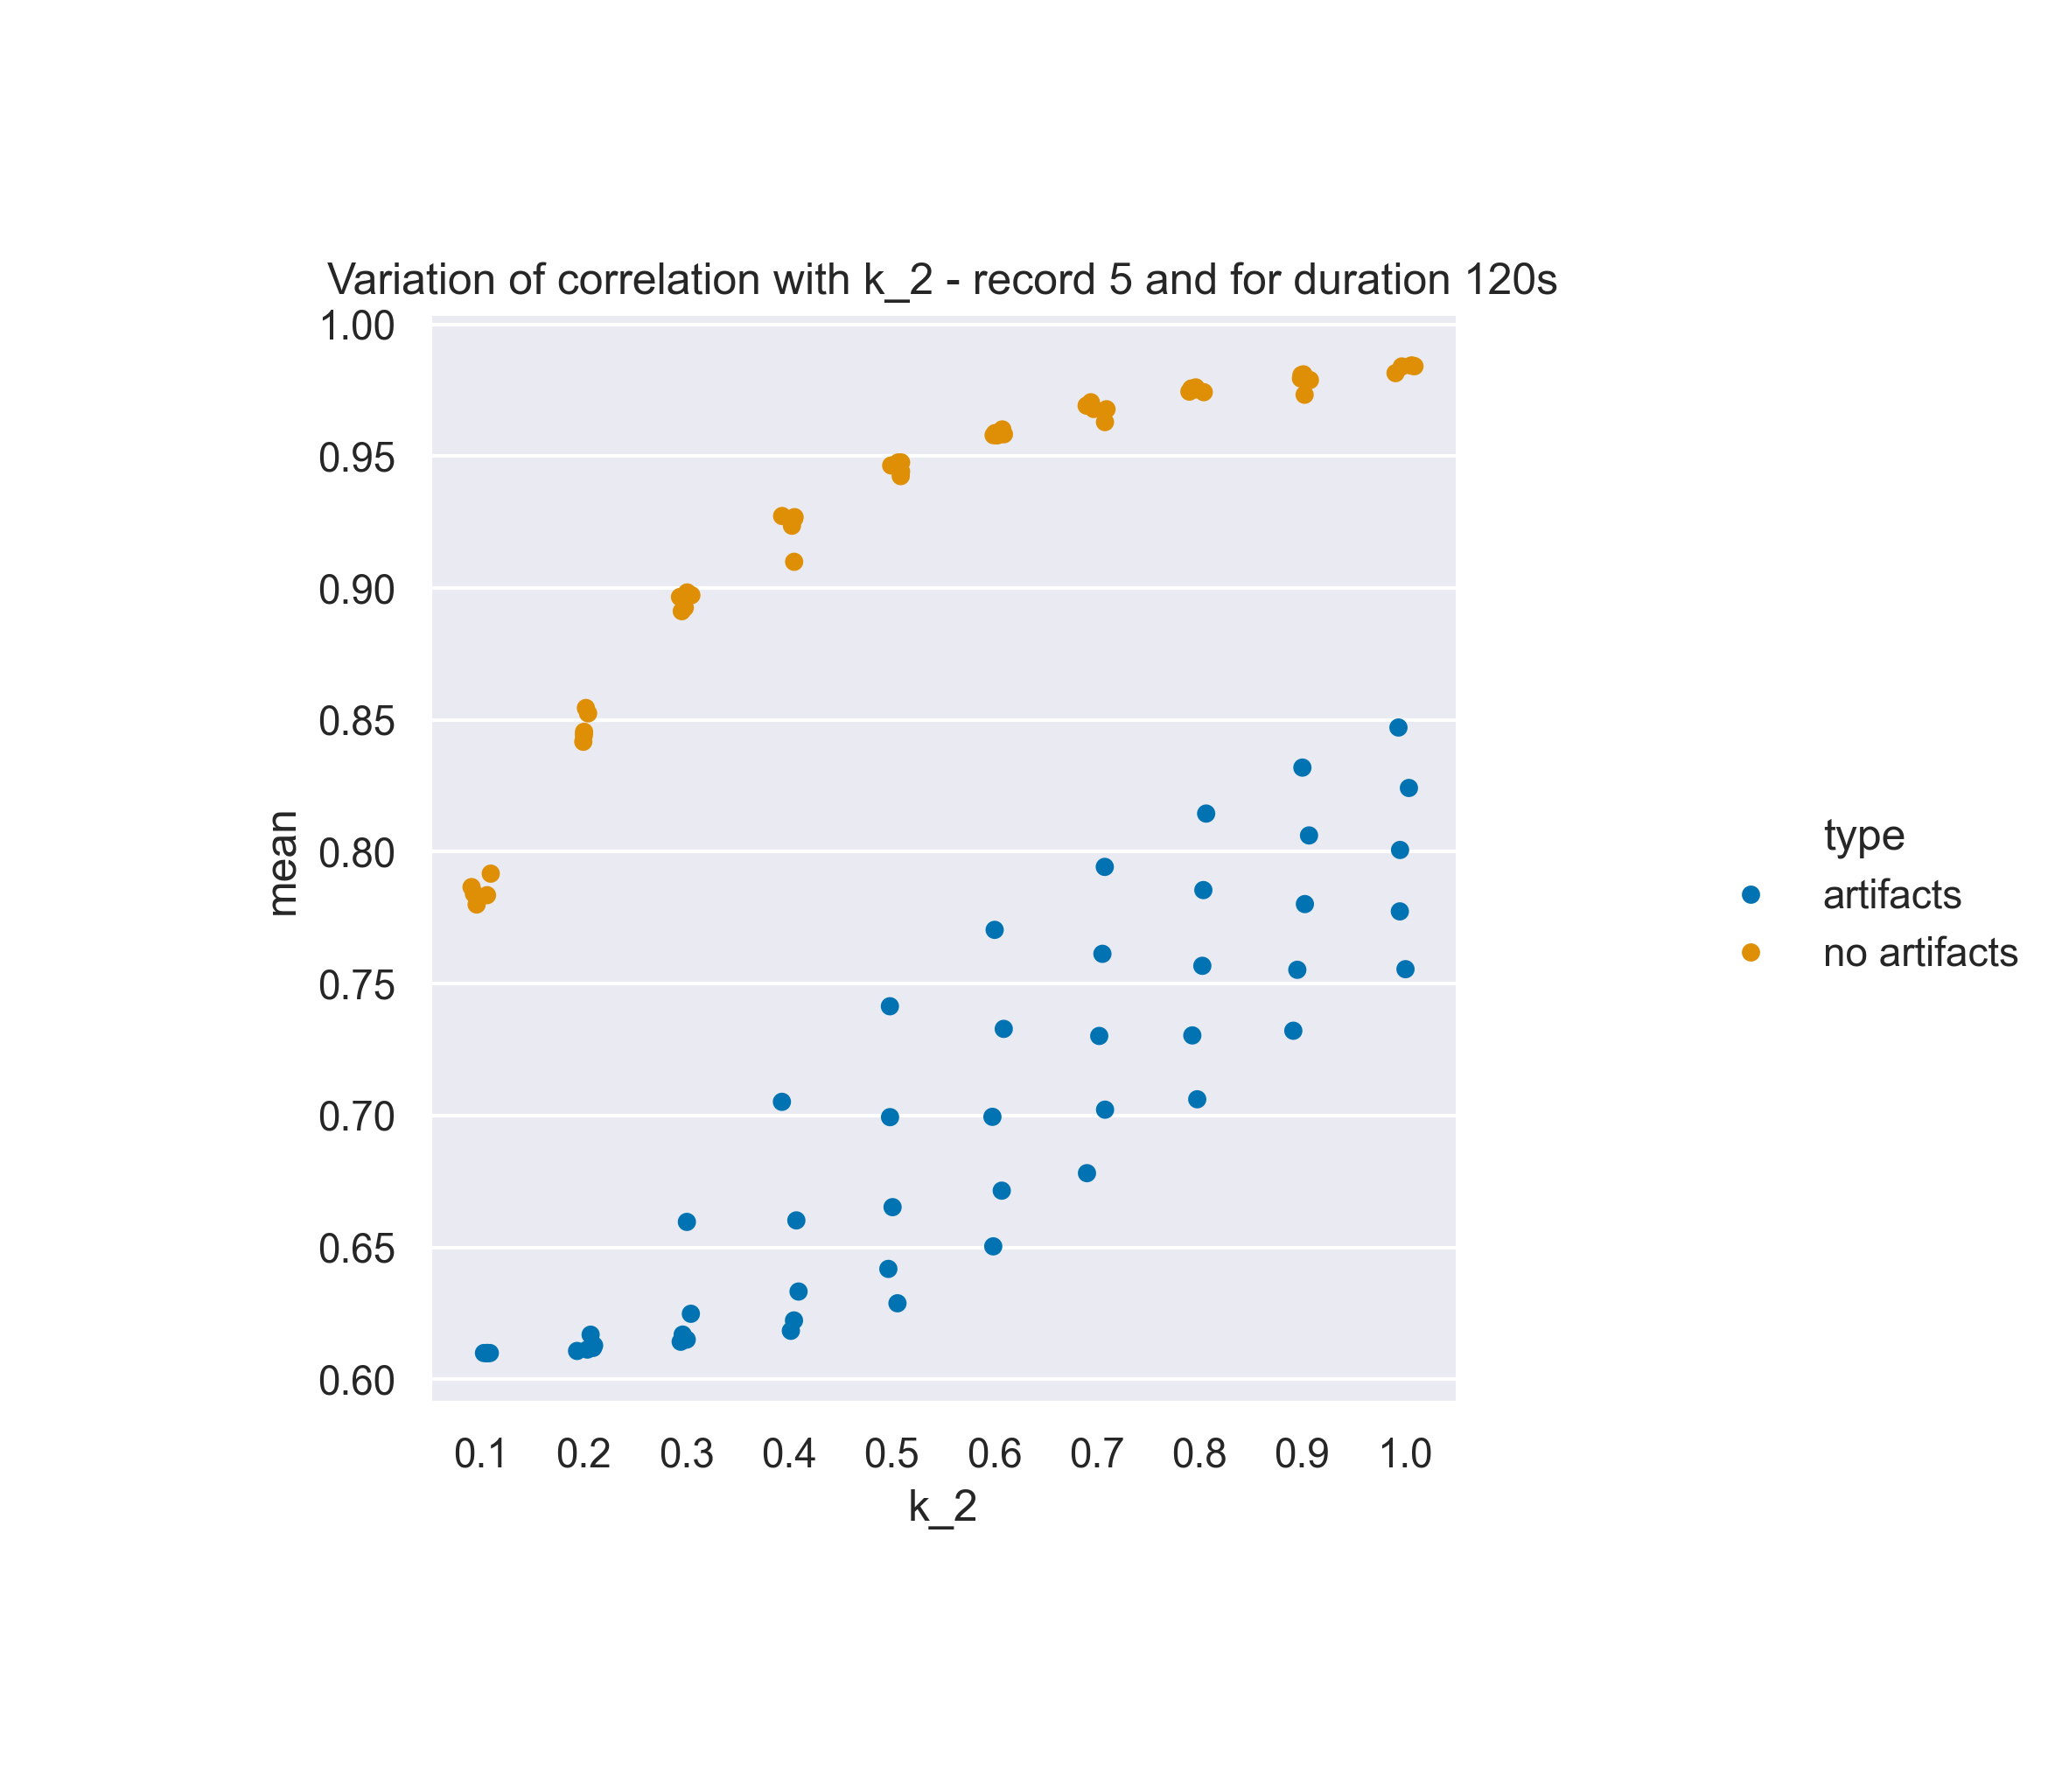 Variation of correlation with k_2 - record 5 and for duration 120s
1.00
0.95
0.90
0.85
0.80
0.75
0.70
0.65
0.60
mean
0.1 0.2 0.3 0.4 0.5 0.6 0.7 0.8 0.9 1.0
k_2
type
artifacts
no artifacts